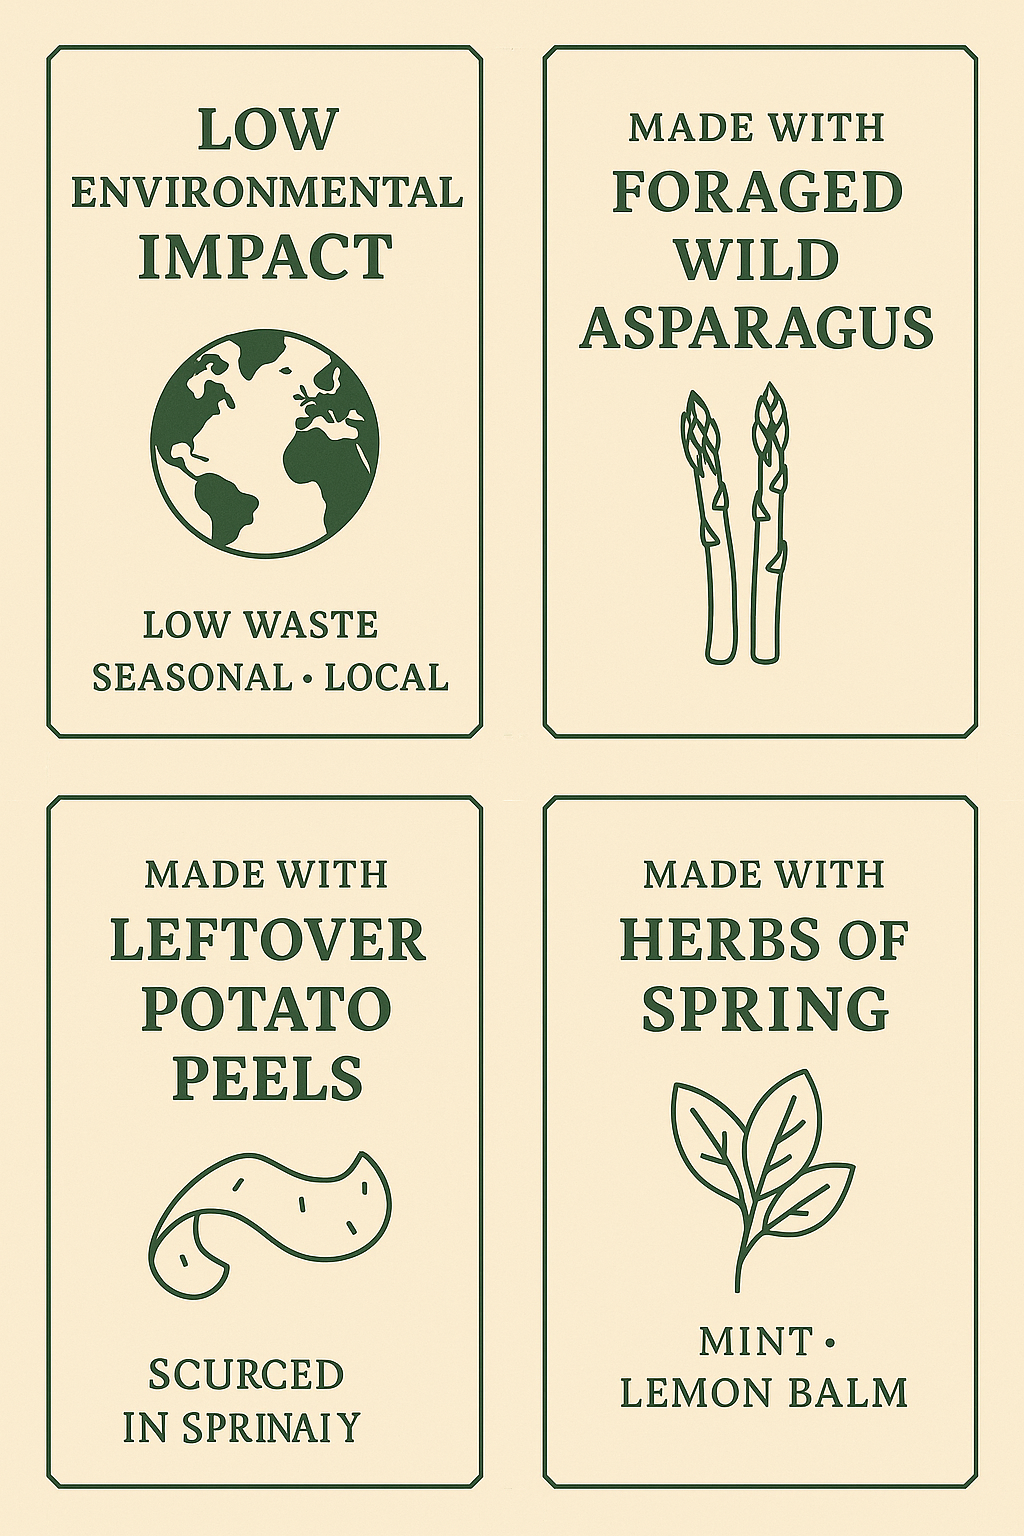 LOW
ENVIRONMENTAL
IMPACT
LOW WASTE
SEASONAL • LOCAL
MADE WITH
FORAGED
WILD
ASPARAGUS
MADE WITH
LEFTOVER
POTATO
PEELS
SCURCED
IN SPRINAIY
MADE WITH
HERBS OF
SPRING
MINT •
LEMON BALM